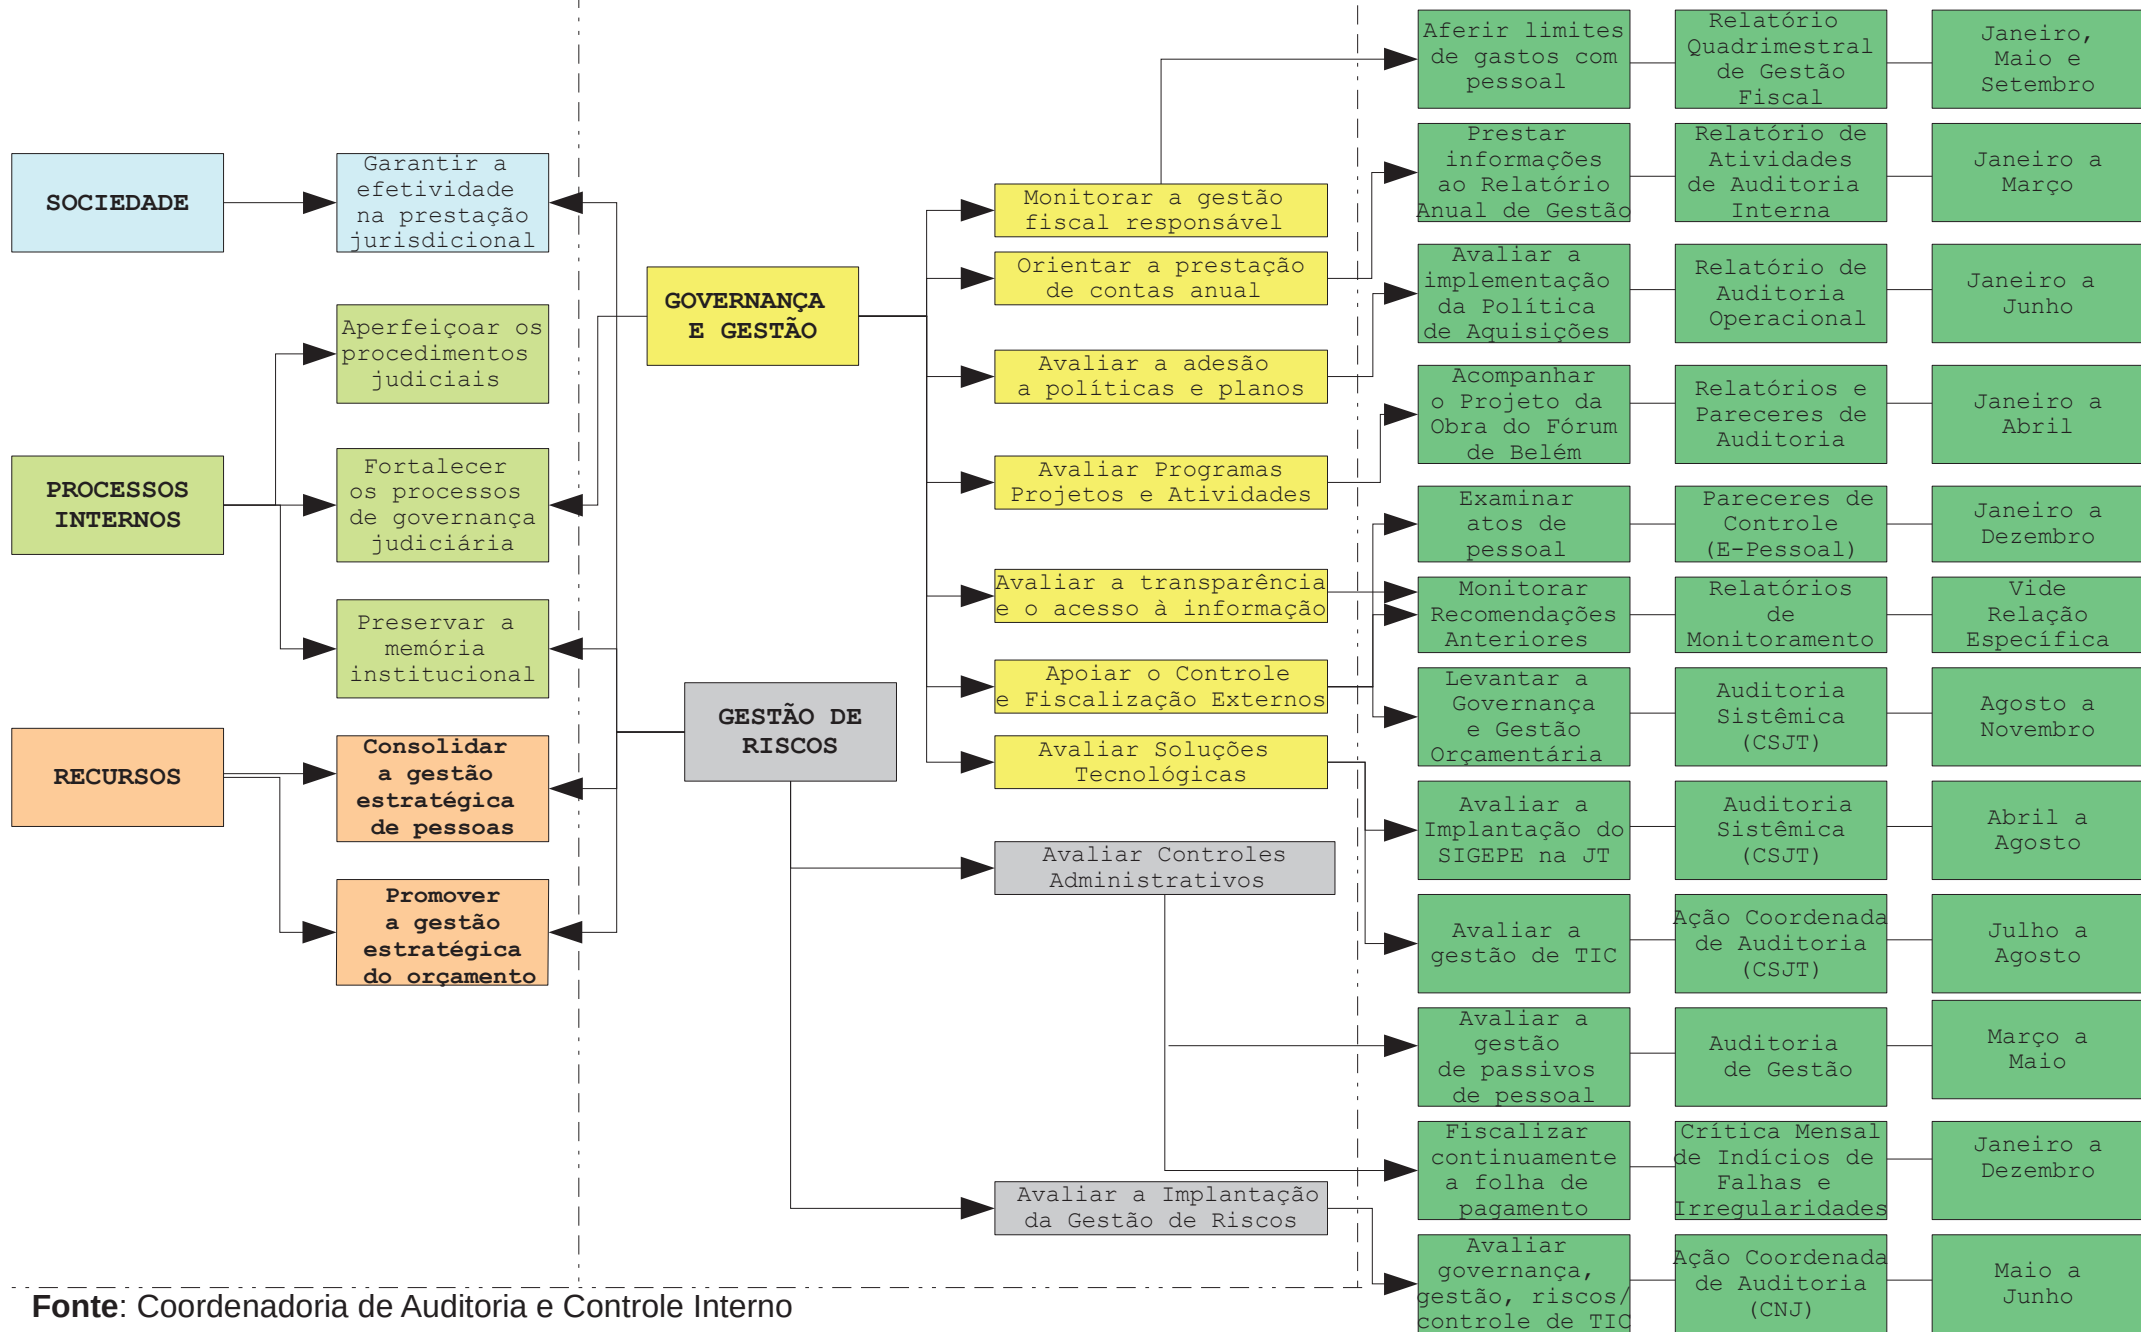 SOCIEDADE
Garantir a
efetividade
na prestação
jurisdicional
PROCESSOS
INTERNOS
Aperfeiçoar os
procedimentos
judiciais
Fortalecer
os processos
de governança
judiciária
Preservar a
memória
institucional
RECURSOS
Consolidar
a gestão
estratégica
de pessoas
Promover
a gestão
estratégica
do orçamento
GOVERNANÇA
E GESTÃO
GESTÃO DE
RISCOS
Monitorar a gestão
fiscal responsável
Orientar a prestação
de contas anual
Avaliar a adesão
a políticas e planos
Avaliar Programas
Projetos e Atividades
Avaliar a transparência
e o acesso à informação
Apoiar o Controle
e Fiscalização Externos
Avaliar Soluções
Tecnológicas
Avaliar Controles
Administrativos
Avaliar a Implantação
da Gestão de Riscos
Aferir limites
de gastos com
pessoal
Relatório
Quadrimestral
de Gestão
Fiscal
Janeiro,
Maio e
Setembro
Prestar
informações
ao Relatório
Anual de Gestão
Relatório de
Atividades
de Auditoria
Interna
Janeiro a
Março
Avaliar a
implementação
da Política
de Aquisições
Relatório de
Auditoria
Operacional
Janeiro a
Junho
Acompanhar
o Projeto da
Obra do Fórum
de Belém
Relatórios e
Pareceres de
Auditoria
Janeiro a
Abril
Examinar
atos de
pessoal
Pareceres de
Controle
(E-Pessoal)
Janeiro a
Dezembro
Monitorar
Recomendações
Anteriores
Relatórios
de
Monitoramento
Vide
Relação
Específica
Levantar a
Governança
e Gestão
Orçamentária
Auditoria
Sistêmica
(CSJT)
Agosto a
Novembro
Avaliar a
Implantação do
SIGEPE na JT
Auditoria
Sistêmica
(CSJT)
Abril a
Agosto
Avaliar a
gestão de TIC
Ação Coordenada
de Auditoria
(CSJT)
Julho a
Agosto
Avaliar a
gestão
de passivos
de pessoal
Auditoria
de Gestão
Março a
Maio
Fiscalizar
continuamente
a folha de
pagamento
Crítica Mensal
de Indícios de
Falhas e
Irregularidades
Janeiro a
Dezembro
Avaliar
governança,
gestão, riscos/
controle de TIC
Ação Coordenada
de Auditoria
(CNJ)
Maio a
Junho
Fonte: Coordenadoria de Auditoria e Controle Interno